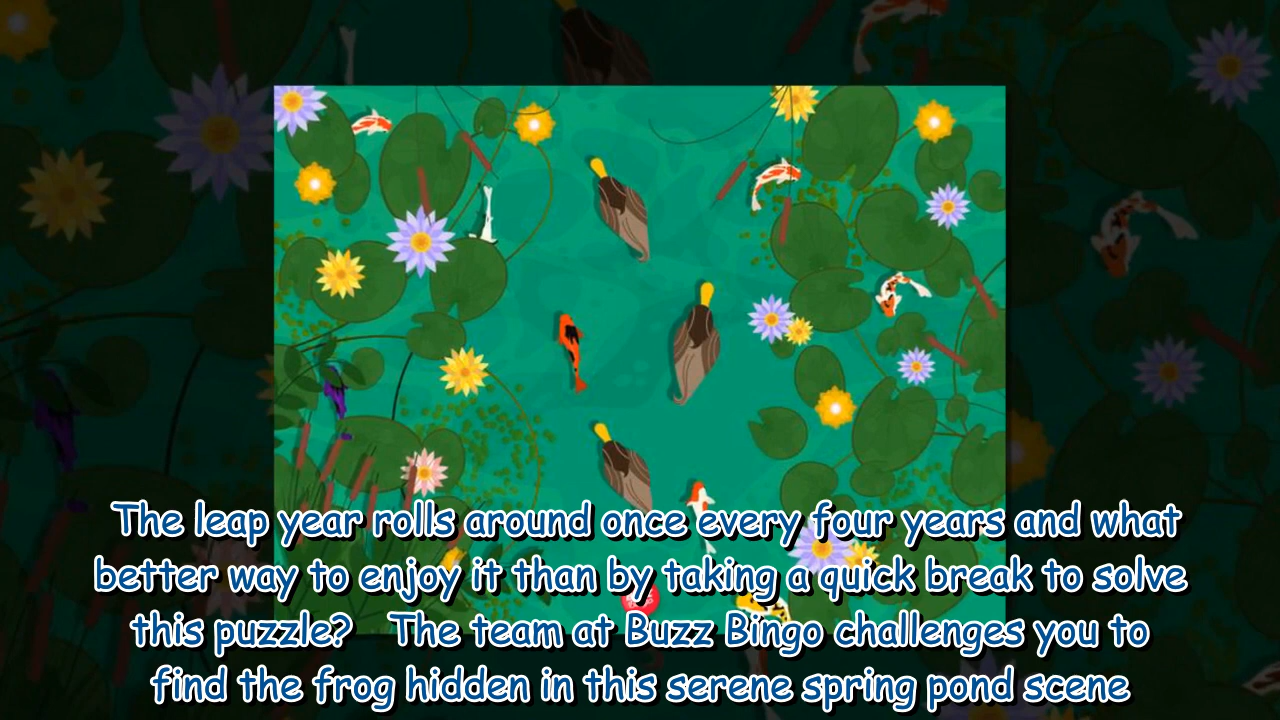 The leap year rolls around once every four years and what
better way to enjoy it than by taking a quick break to solve
this puzzle? The team at Buzz Bingo challenges you to
find the frog hidden in this serene spring pond scene